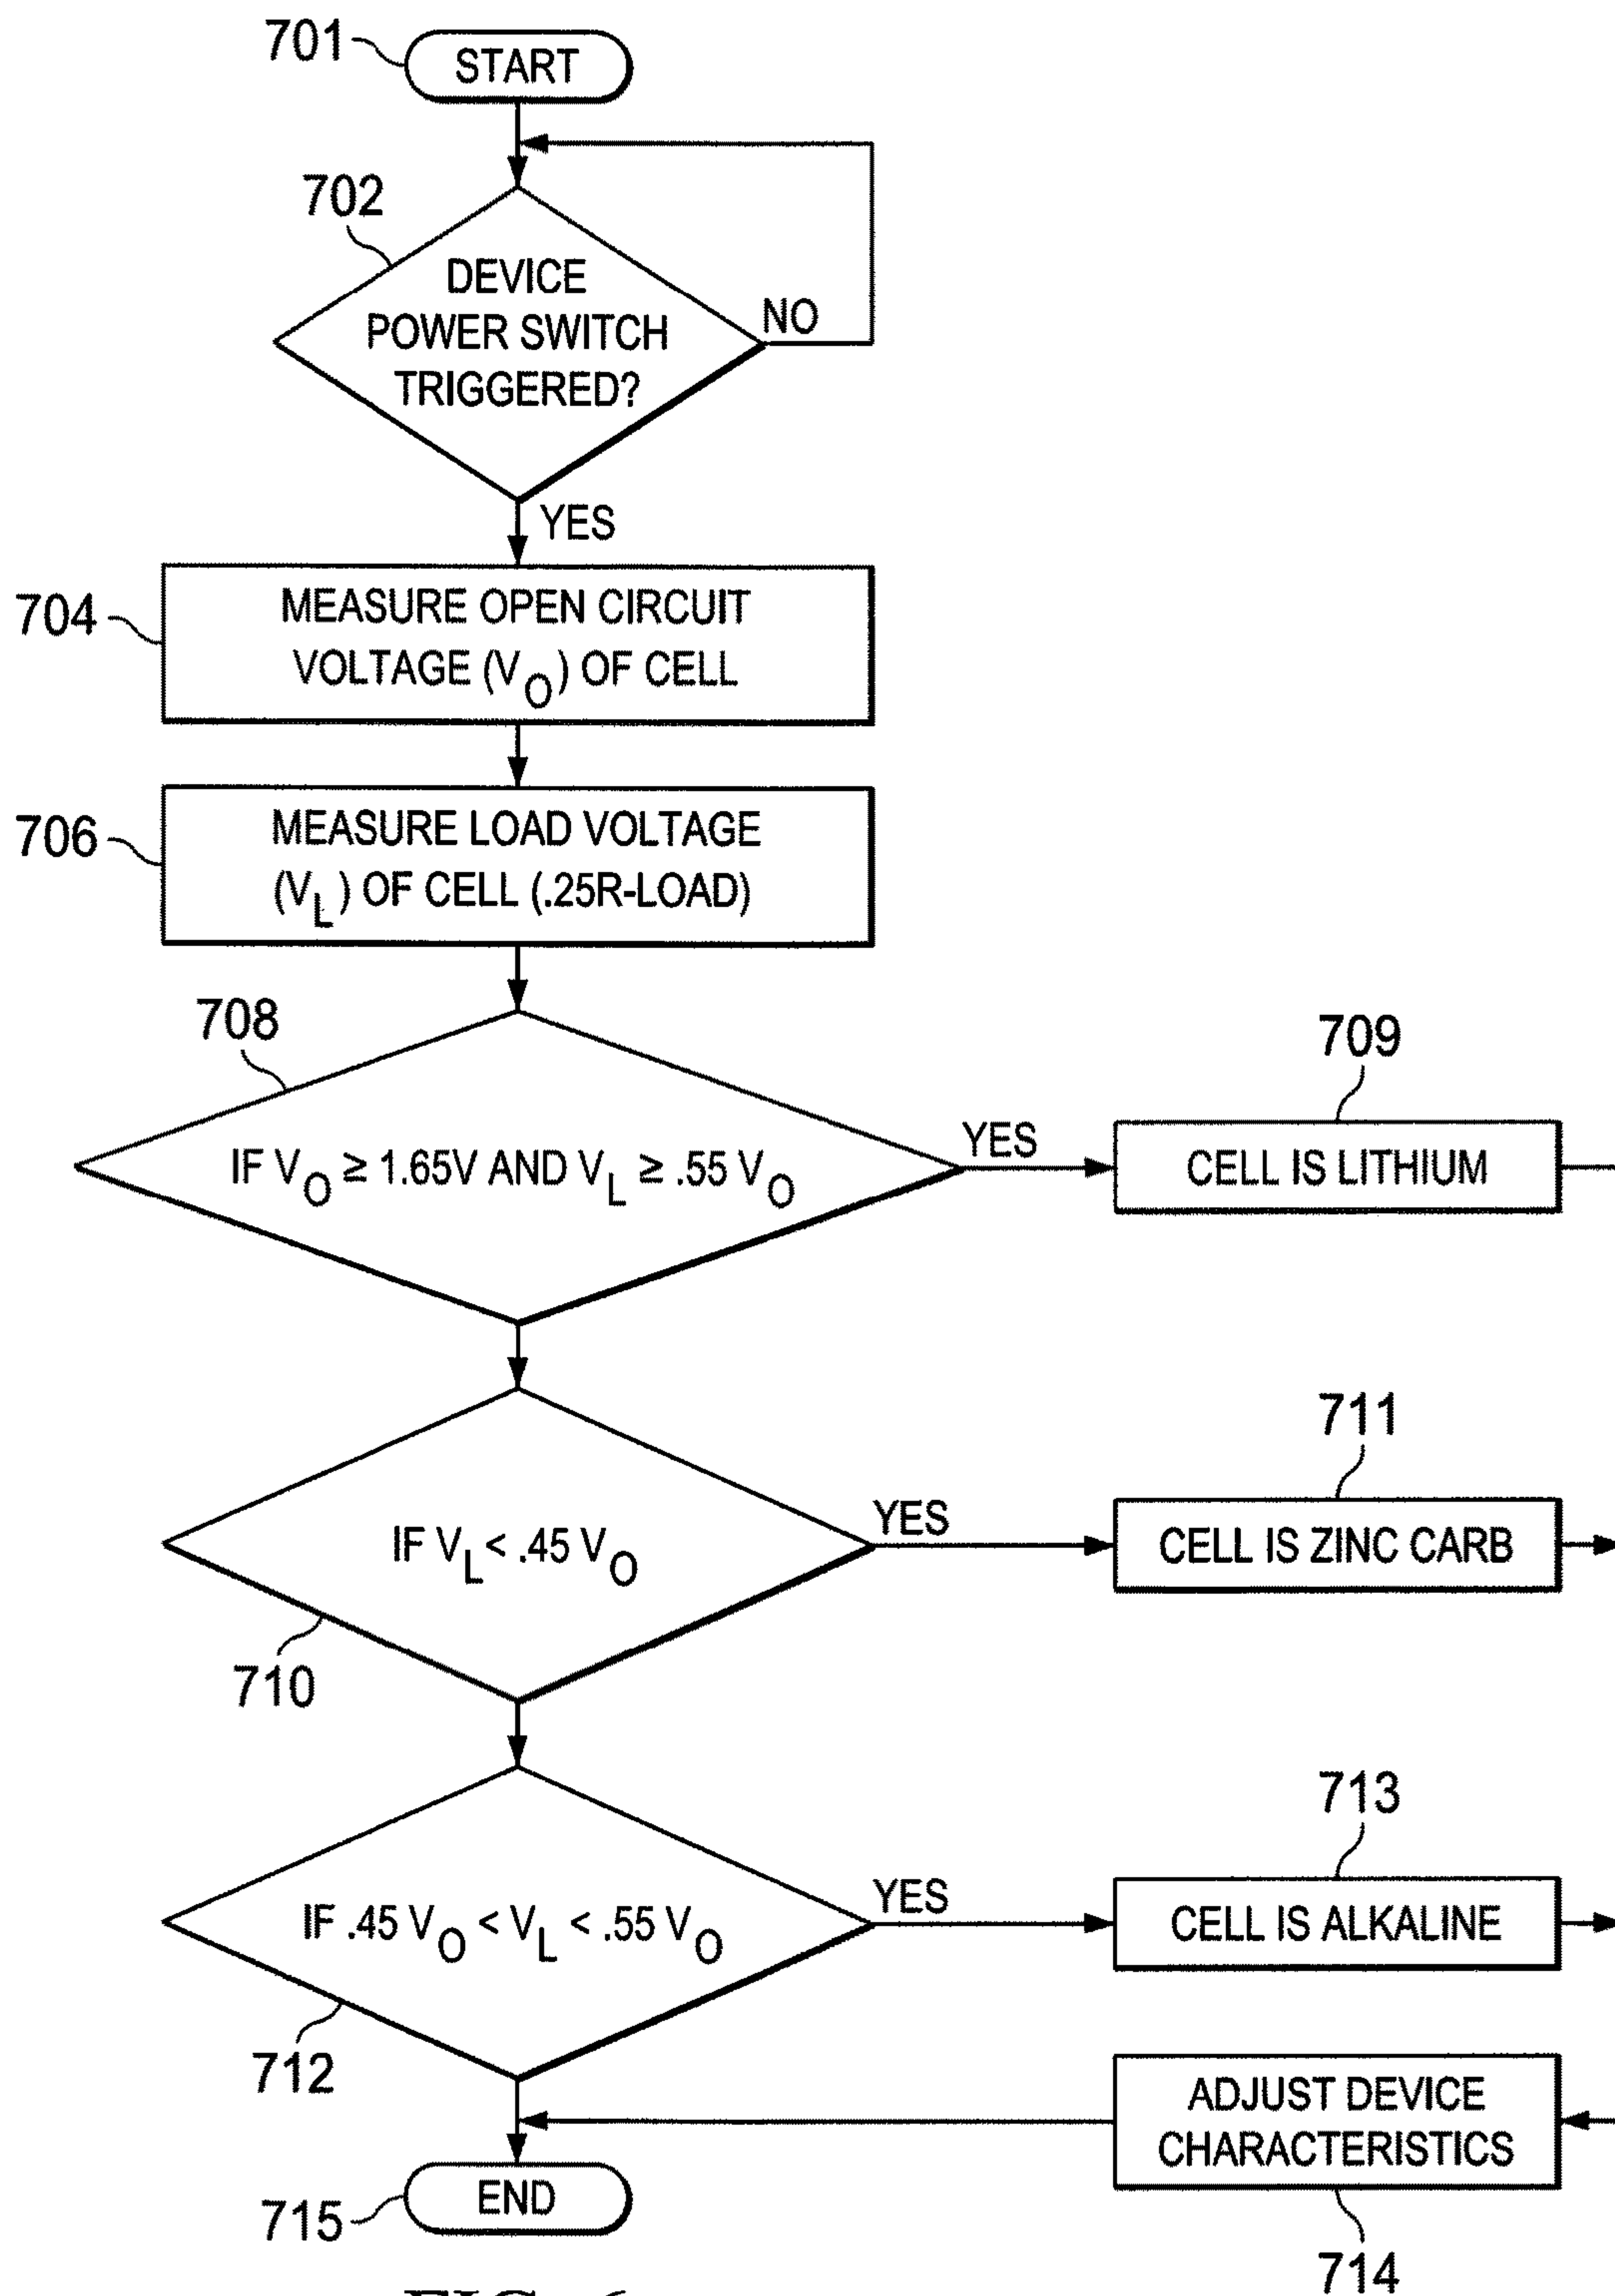 701
START
702
DEVICE
POWER SWITCH
TRIGGERED?
NO
YES
704
MEASURE OPEN CIRCUIT
VOLTAGE (VO) OF CELL
706
MEASURE LOAD VOLTAGE
(VL) OF CELL (.25R-LOAD)
708
IF VO ≥ 1.65V AND VL ≥ .55 VO
YES
709
CELL IS LITHIUM
710
IF VL < .45 VO
YES
711
CELL IS ZINC CARB
712
IF .45 VO < VL < .55 VO
YES
713
CELL IS ALKALINE
ADJUST DEVICE
CHARACTERISTICS
714
END
715